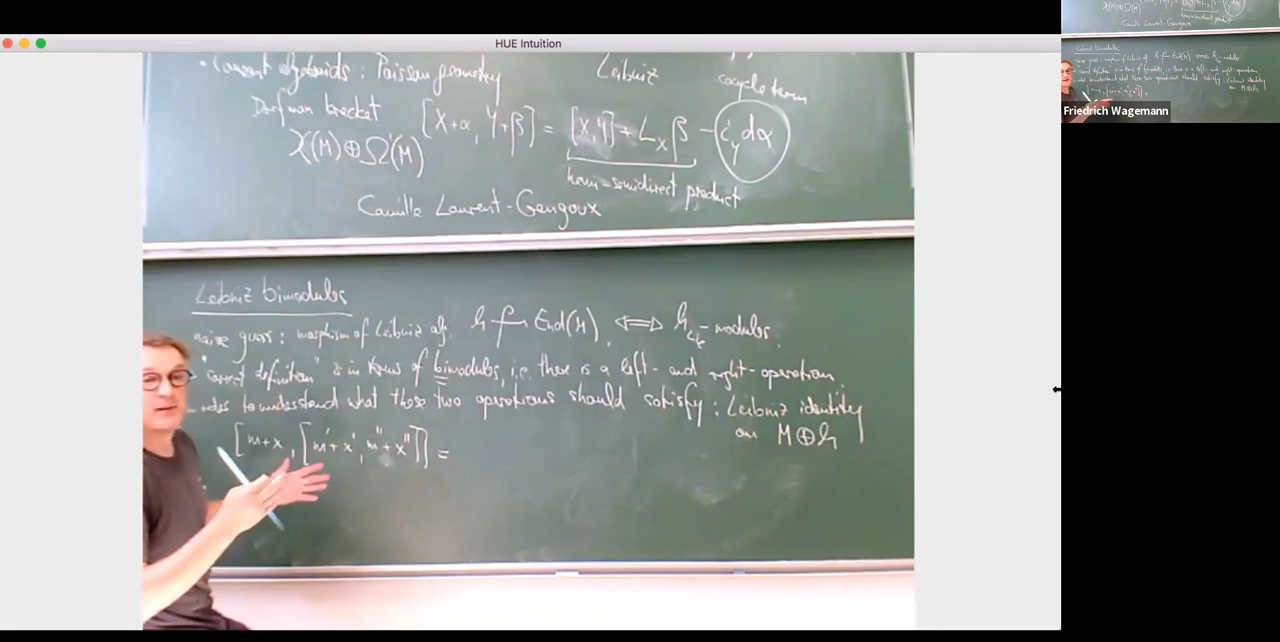 HUE Intuition
Friedrich Wagemann
• Courant algebroids : Poisson geometry
Leibniz
cocycle term
Dorfman bracket
[X+α, Y+β] = [X,Y] + L_X β − i_Y dα
𝔛(M)⊕Ω¹(M)
hemi-semidirect product
Camille Laurent-Gengoux
Leibniz bimodules
naive guess : morphism of Leibniz alg. h → End(M) ⟺ h_Lie-modules.
"correct definition" is in terms of bimodules, i.e. there is a left- and right-operation.
order to understand what these two operations should satisfy : Leibniz identity
on M⊕h
[m+x, [m'+x', m''+x'']] =